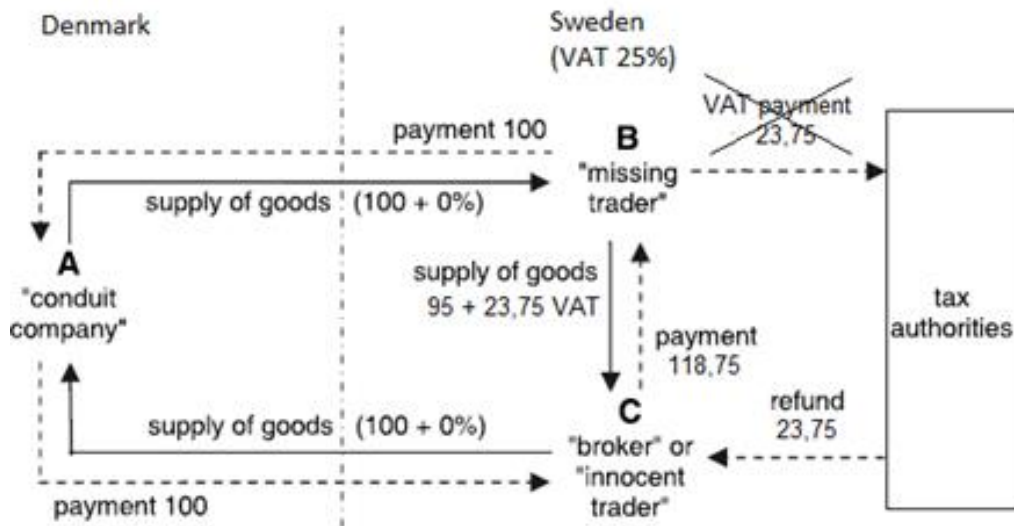 Denmark
Sweden
(VAT 25%)
VAT payment
23,75
payment 100
B
"missing
trader"
supply of goods (100 + 0%)
A
"conduit
company"
supply of goods
95 + 23,75 VAT
payment
118,75
tax
authorities
C
"broker" or
"innocent
trader"
refund
23,75
supply of goods (100 + 0%)
payment 100